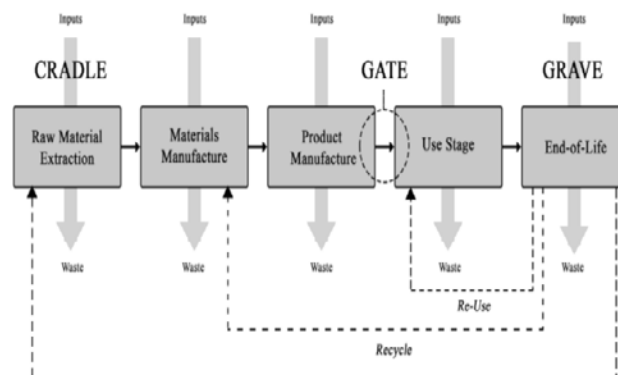 Inputs Inputs Inputs Inputs Inputs
CRADLE GATE GRAVE
Raw Material
Extraction
Materials
Manufacture
Product
Manufacture
Use Stage
End-of-Life
Waste Waste Waste Waste Waste
Re-Use
Recycle